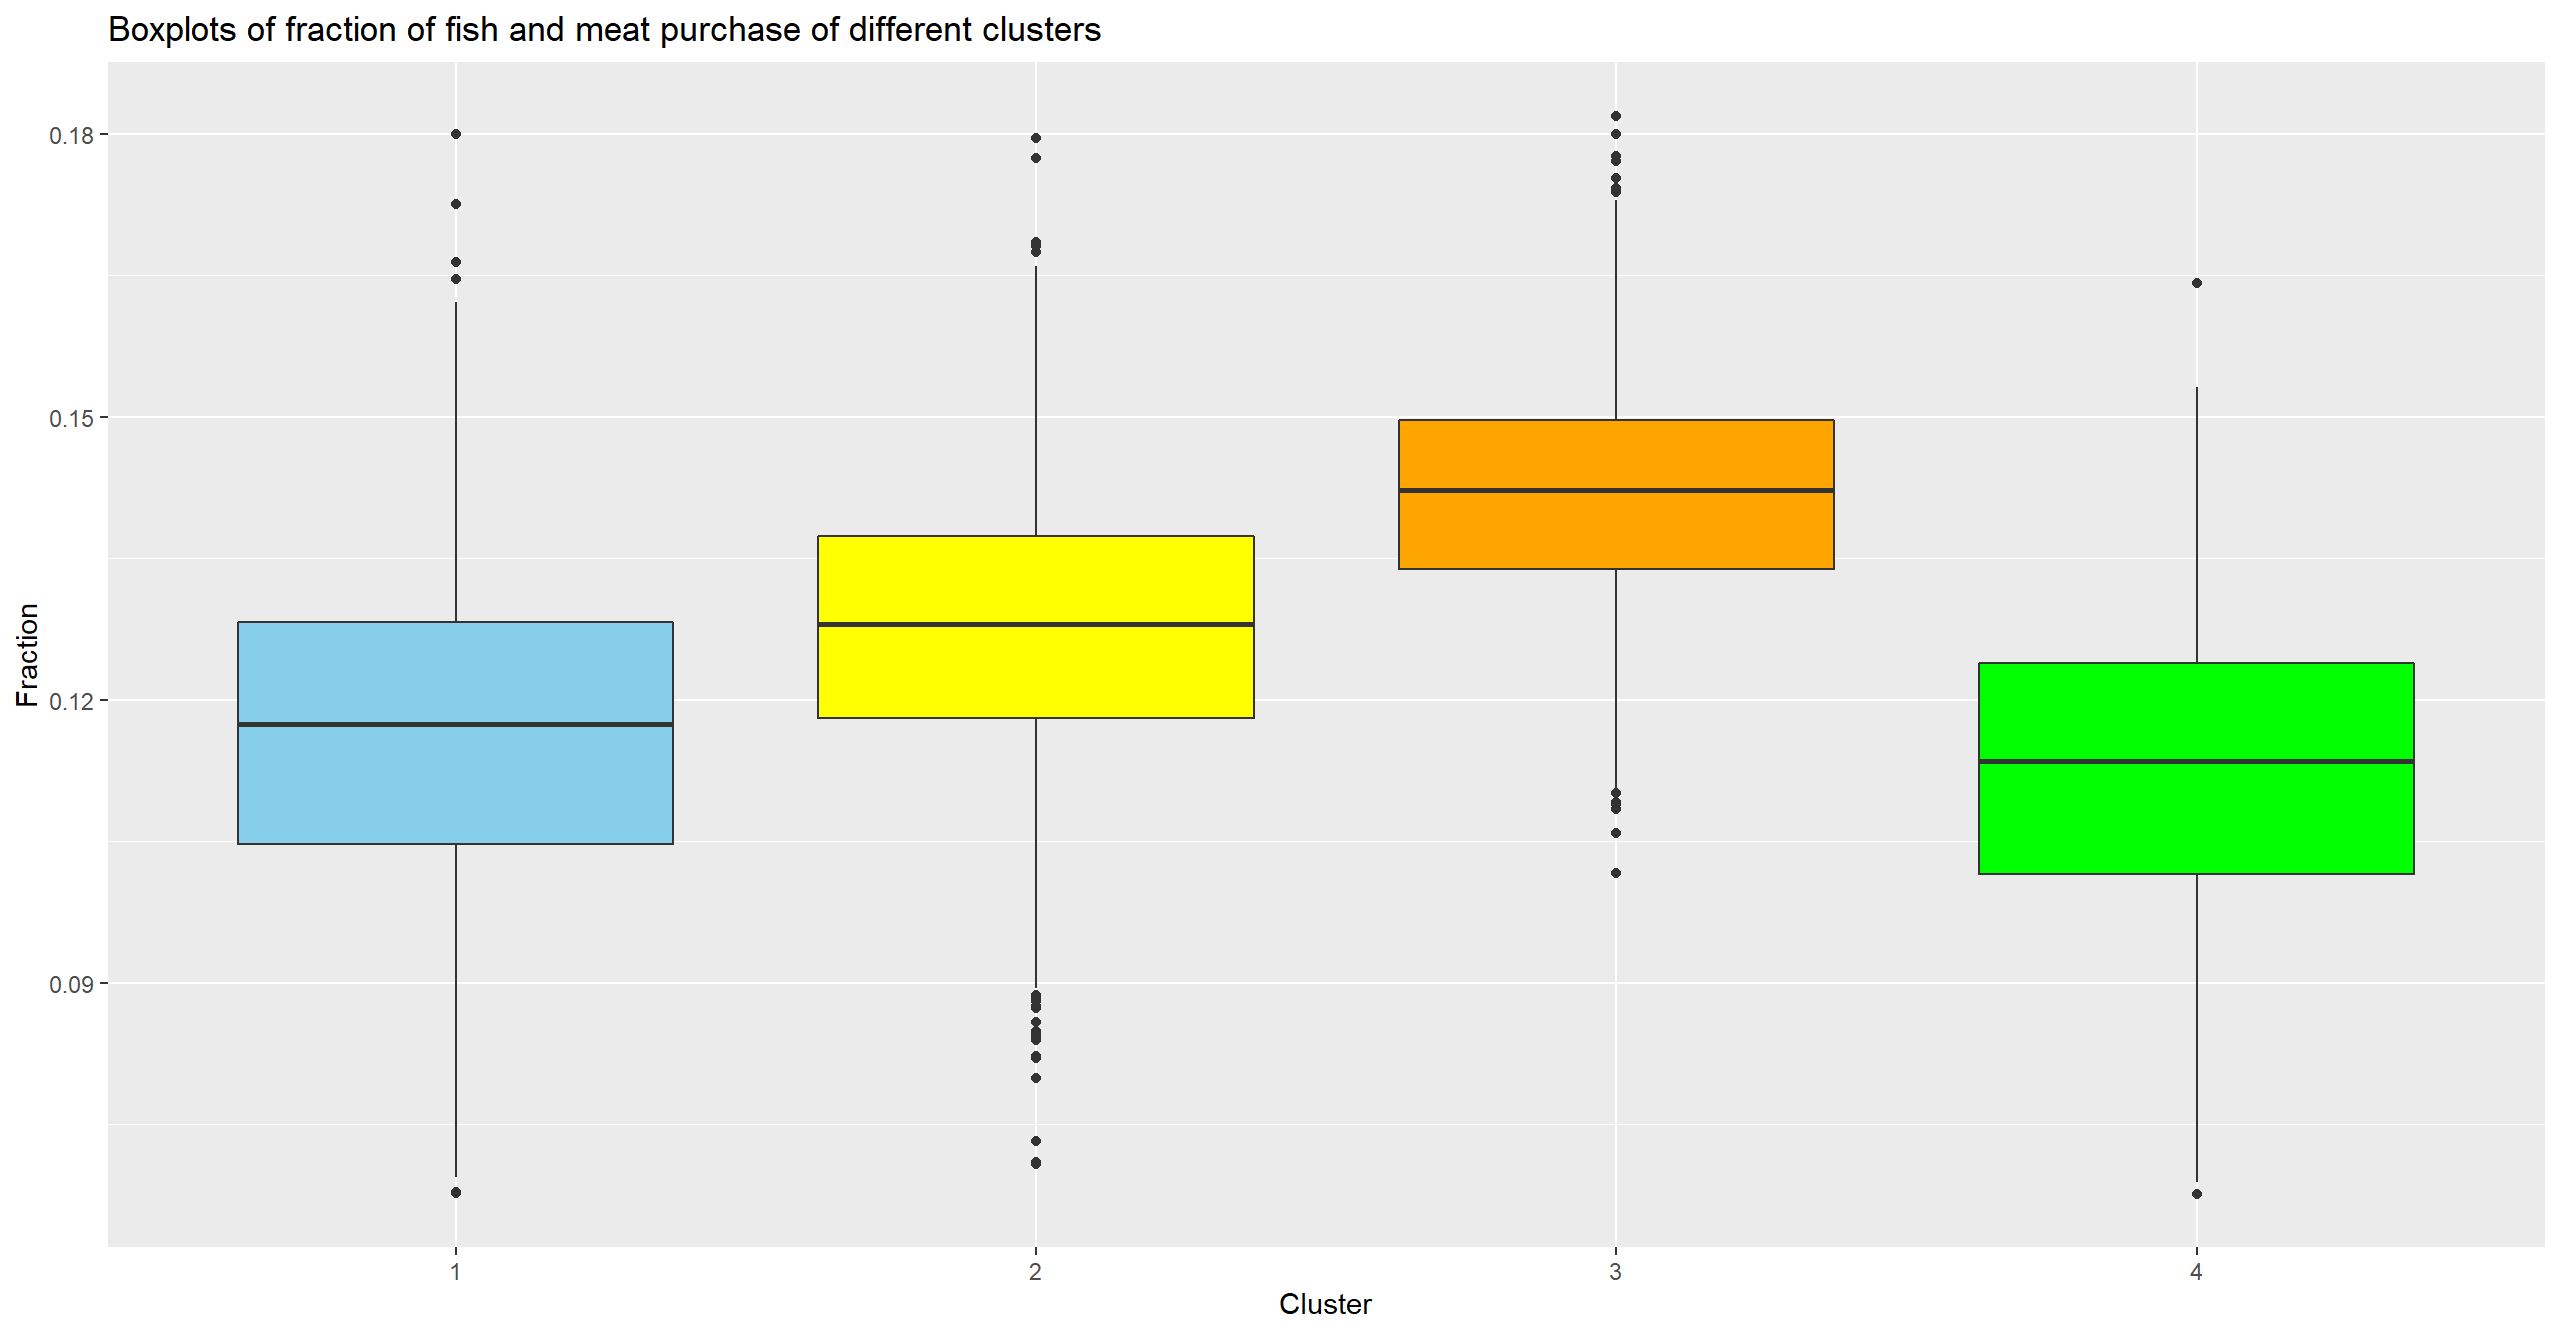 Boxplots of fraction of fish and meat purchase of different clusters
0.18
0.15
0.12
0.09
Fraction
1 2 3 4
Cluster